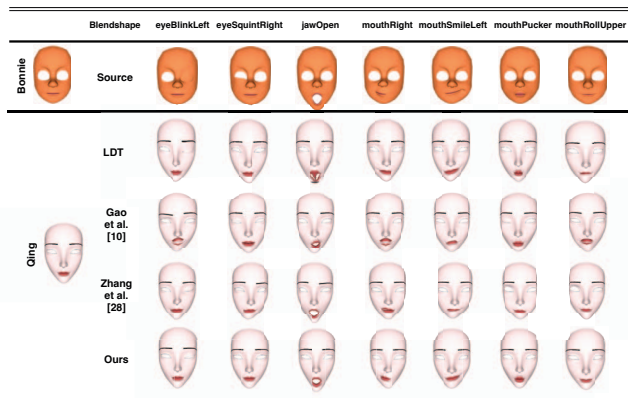 Blendshape eyeBlinkLeft eyeSquintRight jawOpen mouthRight mouthSmileLeft mouthPucker mouthRollUpper
Bonnie
Source
LDT
Qing
Gao
et al.
[10]
Zhang
et al.
[28]
Ours